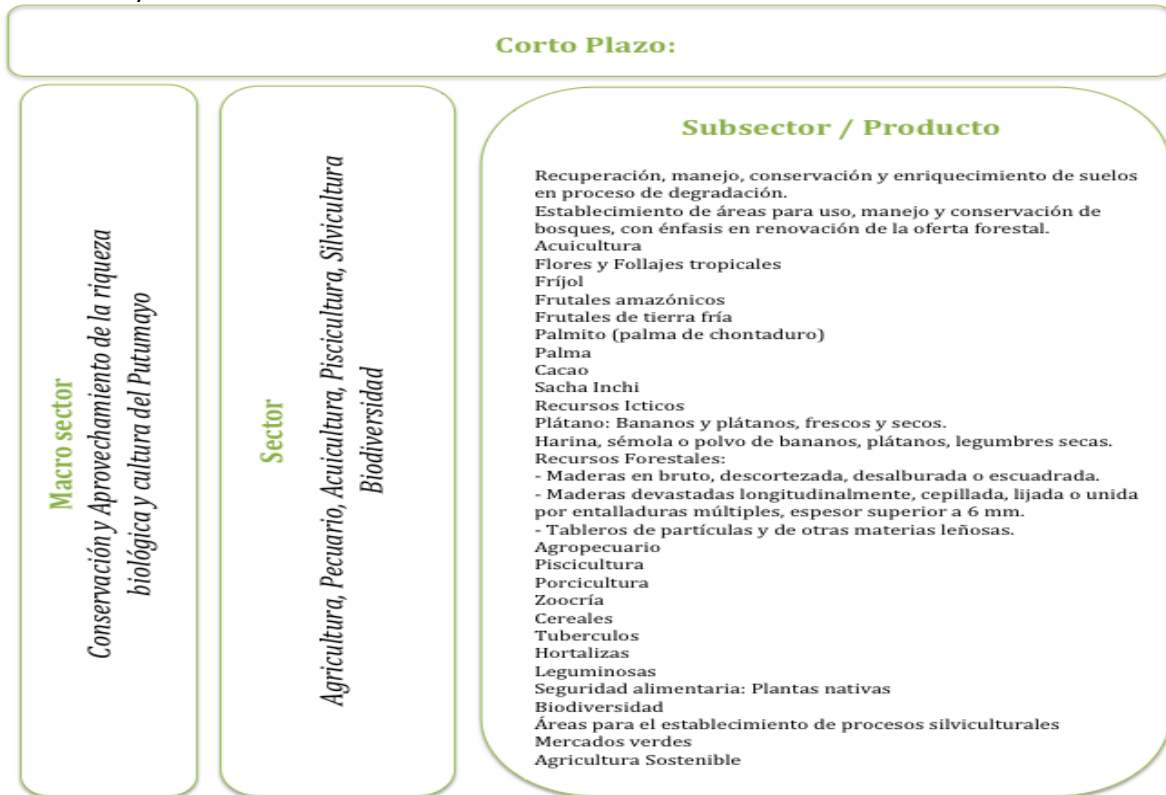 Corto Plazo:
Macro sector
Conservación y Aprovechamiento de la riqueza
biológica y cultura del Putumayo
Sector
Agricultura, Pecuario, Acuicultura, Piscicultura, Silvicultura
Biodiversidad
Subsector / Producto
Recuperación, manejo, conservación y enriquecimiento de suelos
en proceso de degradación.
Establecimiento de áreas para uso, manejo y conservación de
bosques, con énfasis en renovación de la oferta forestal.
Acuicultura
Flores y Follajes tropicales
Fríjol
Frutales amazónicos
Frutales de tierra fría
Palmito (palma de chontaduro)
Palma
Cacao
Sacha Inchi
Recursos Icticos
Plátano: Bananos y plátanos, frescos y secos.
Harina, sémola o polvo de bananos, plátanos, legumbres secas.
Recursos Forestales:
- Maderas en bruto, descortezada, desalburada o escuadrada.
- Maderas devastadas longitudinalmente, cepillada, lijada o unida
por entalladuras múltiples, espesor superior a 6 mm.
- Tableros de partículas y de otras materias leñosas.
Agropecuario
Piscicultura
Porcicultura
Zoocría
Cereales
Tuberculos
Hortalizas
Leguminosas
Seguridad alimentaria: Plantas nativas
Biodiversidad
Áreas para el establecimiento de procesos silviculturales
Mercados verdes
Agricultura Sostenible